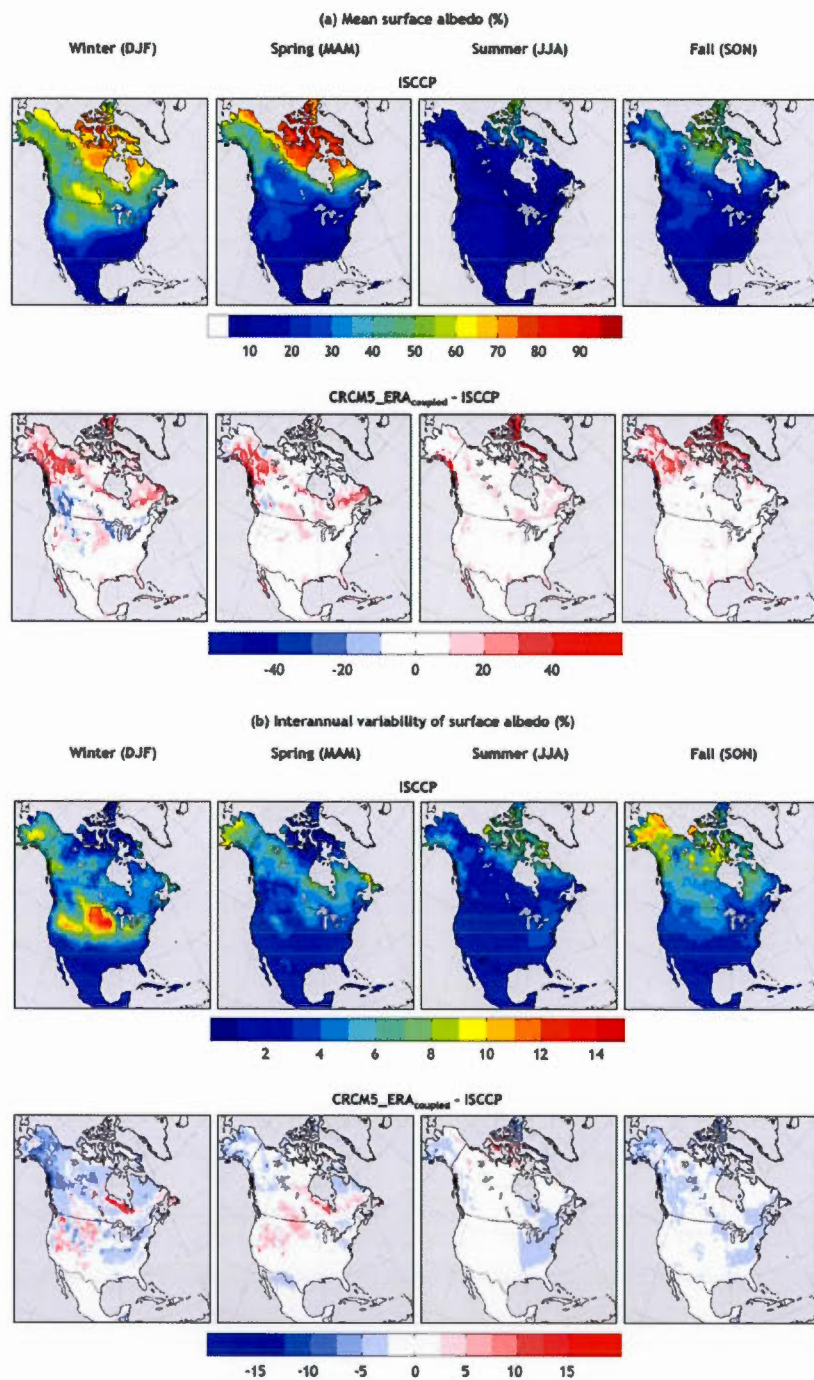 (a) Mean surface albedo (%)
Winter (DJF) Spring (MAM) Summer (JJA) Fall (SON)
ISCCP
10 20 30 40 50 60 70 80 90
CRCM5_ERAcoupled - ISCCP
-40 -20 0 20 40
(b) Interannual variability of surface albedo (%)
Winter (DJF) Spring (MAM) Summer (JJA) Fall (SON)
ISCCP
2 4 6 8 10 12 14
CRCM5_ERAcoupled - ISCCP
-15 -10 -5 0 5 10 15